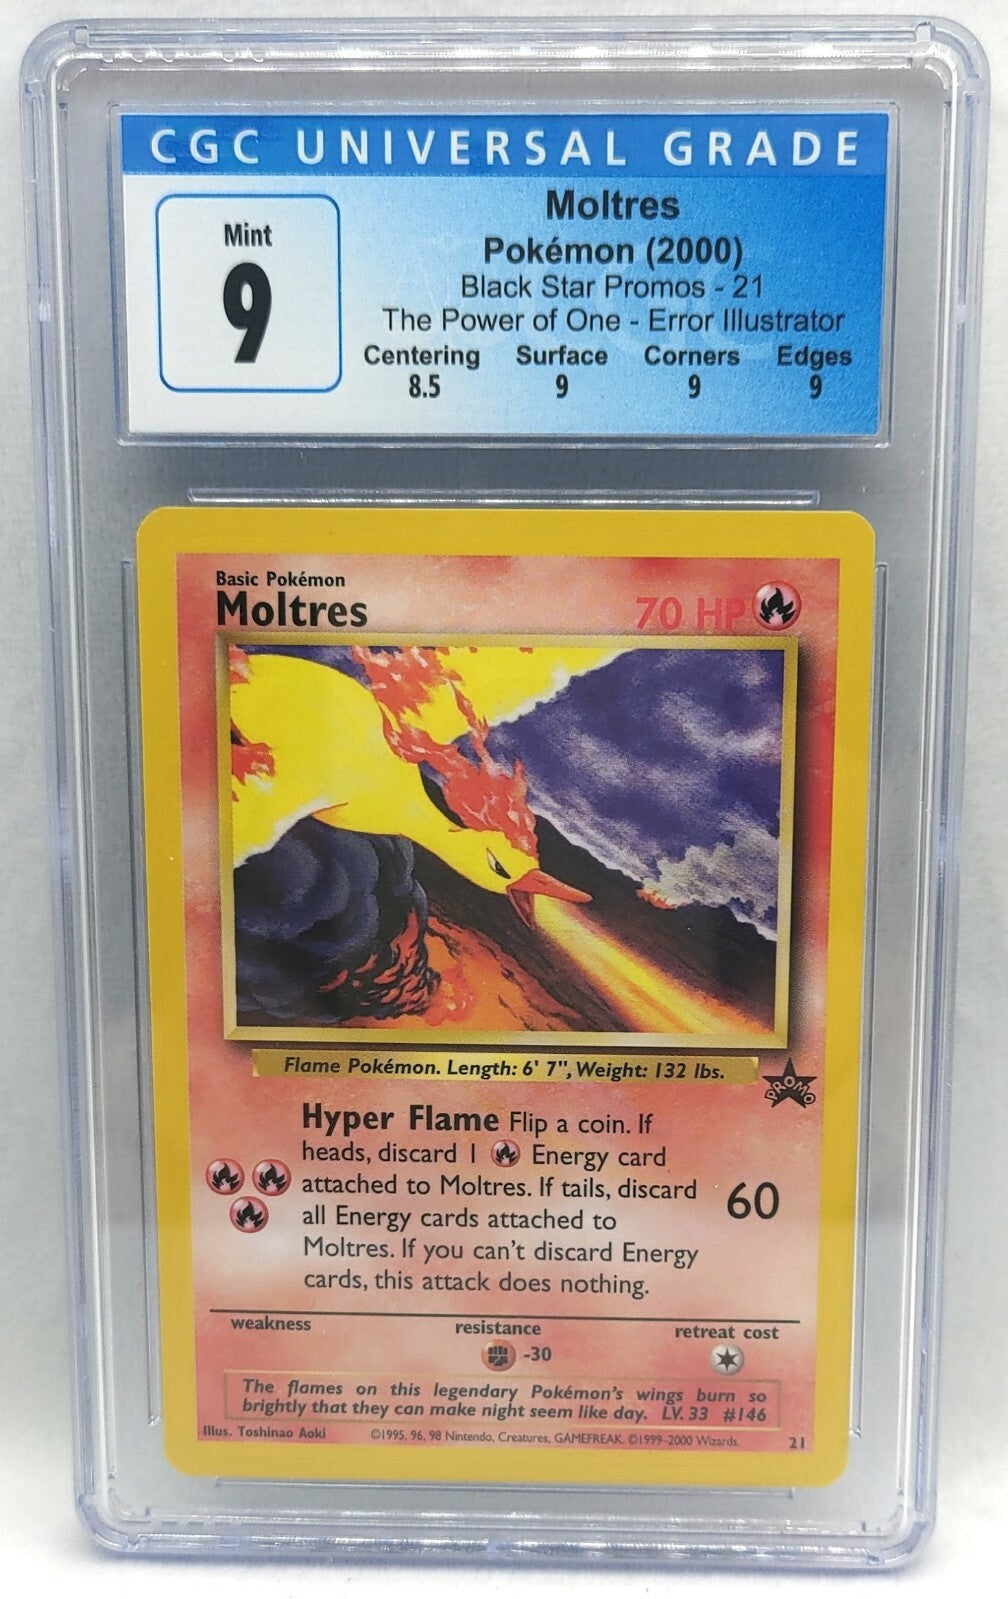 CGC UNIVERSAL GRADE
Mint
9
Moltres
Pokémon (2000)
Black Star Promos - 21
The Power of One - Error Illustrator
Centering Surface Corners Edges
8.5 9 9 9
Basic Pokémon
Moltres 70 HP
Flame Pokémon. Length: 6' 7", Weight: 132 lbs.
PROMO
Hyper Flame Flip a coin. If
heads, discard 1 Energy card
attached to Moltres. If tails, discard
all Energy cards attached to
Moltres. If you can't discard Energy
cards, this attack does nothing.
60
weakness resistance retreat cost
-30
The flames on this legendary Pokémon's wings burn so
brightly that they can make night seem like day. LV. 33 #146
Illus. Toshinao Aoki ©1995, 96, 98 Nintendo, Creatures, GAMEFREAK. ©1999-2000 Wizards. 21